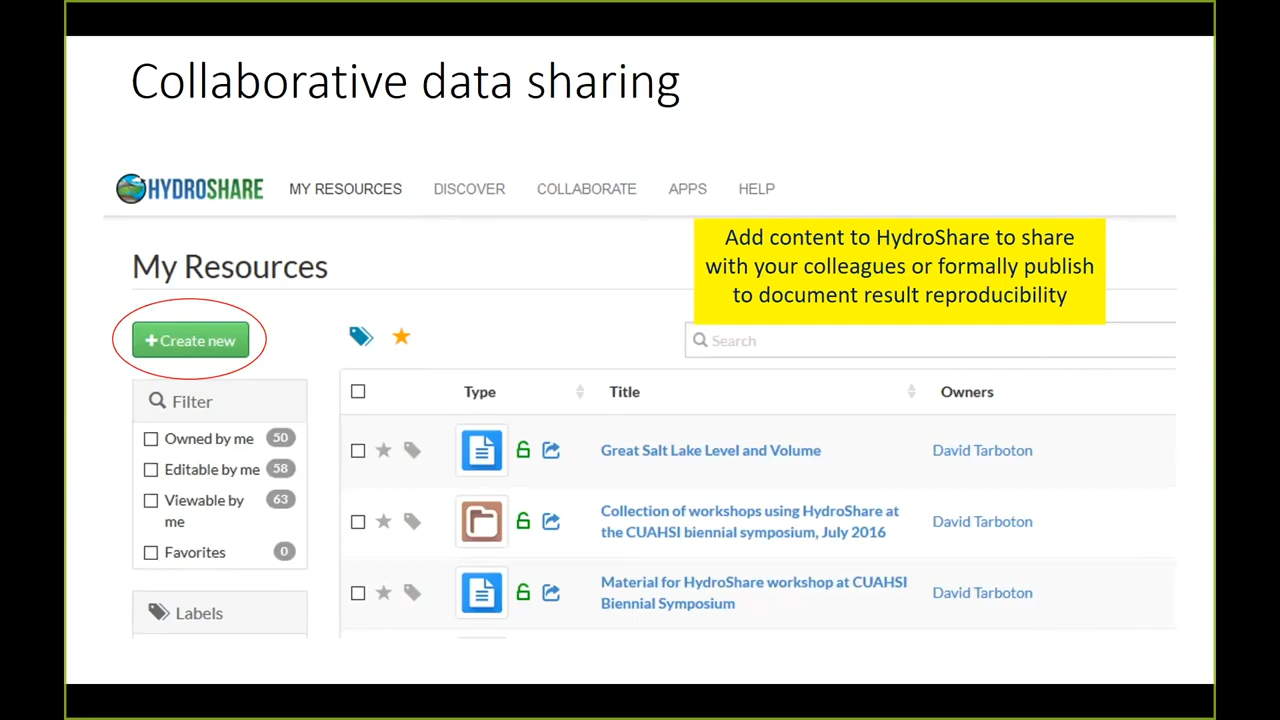 Collaborative data sharing
HYDROSHARE MY RESOURCES DISCOVER COLLABORATE APPS HELP
Add content to HydroShare to share
with your colleagues or formally publish
to document result reproducibility
My Resources
+Create new
Search
Filter
Owned by me 50
Editable by me 58
Viewable by 63
me
Favorites 0
Labels
Type Title Owners
Great Salt Lake Level and Volume David Tarboton
Collection of workshops using HydroShare at
the CUAHSI biennial symposium, July 2016 David Tarboton
Material for HydroShare workshop at CUAHSI
Biennial Symposium David Tarboton